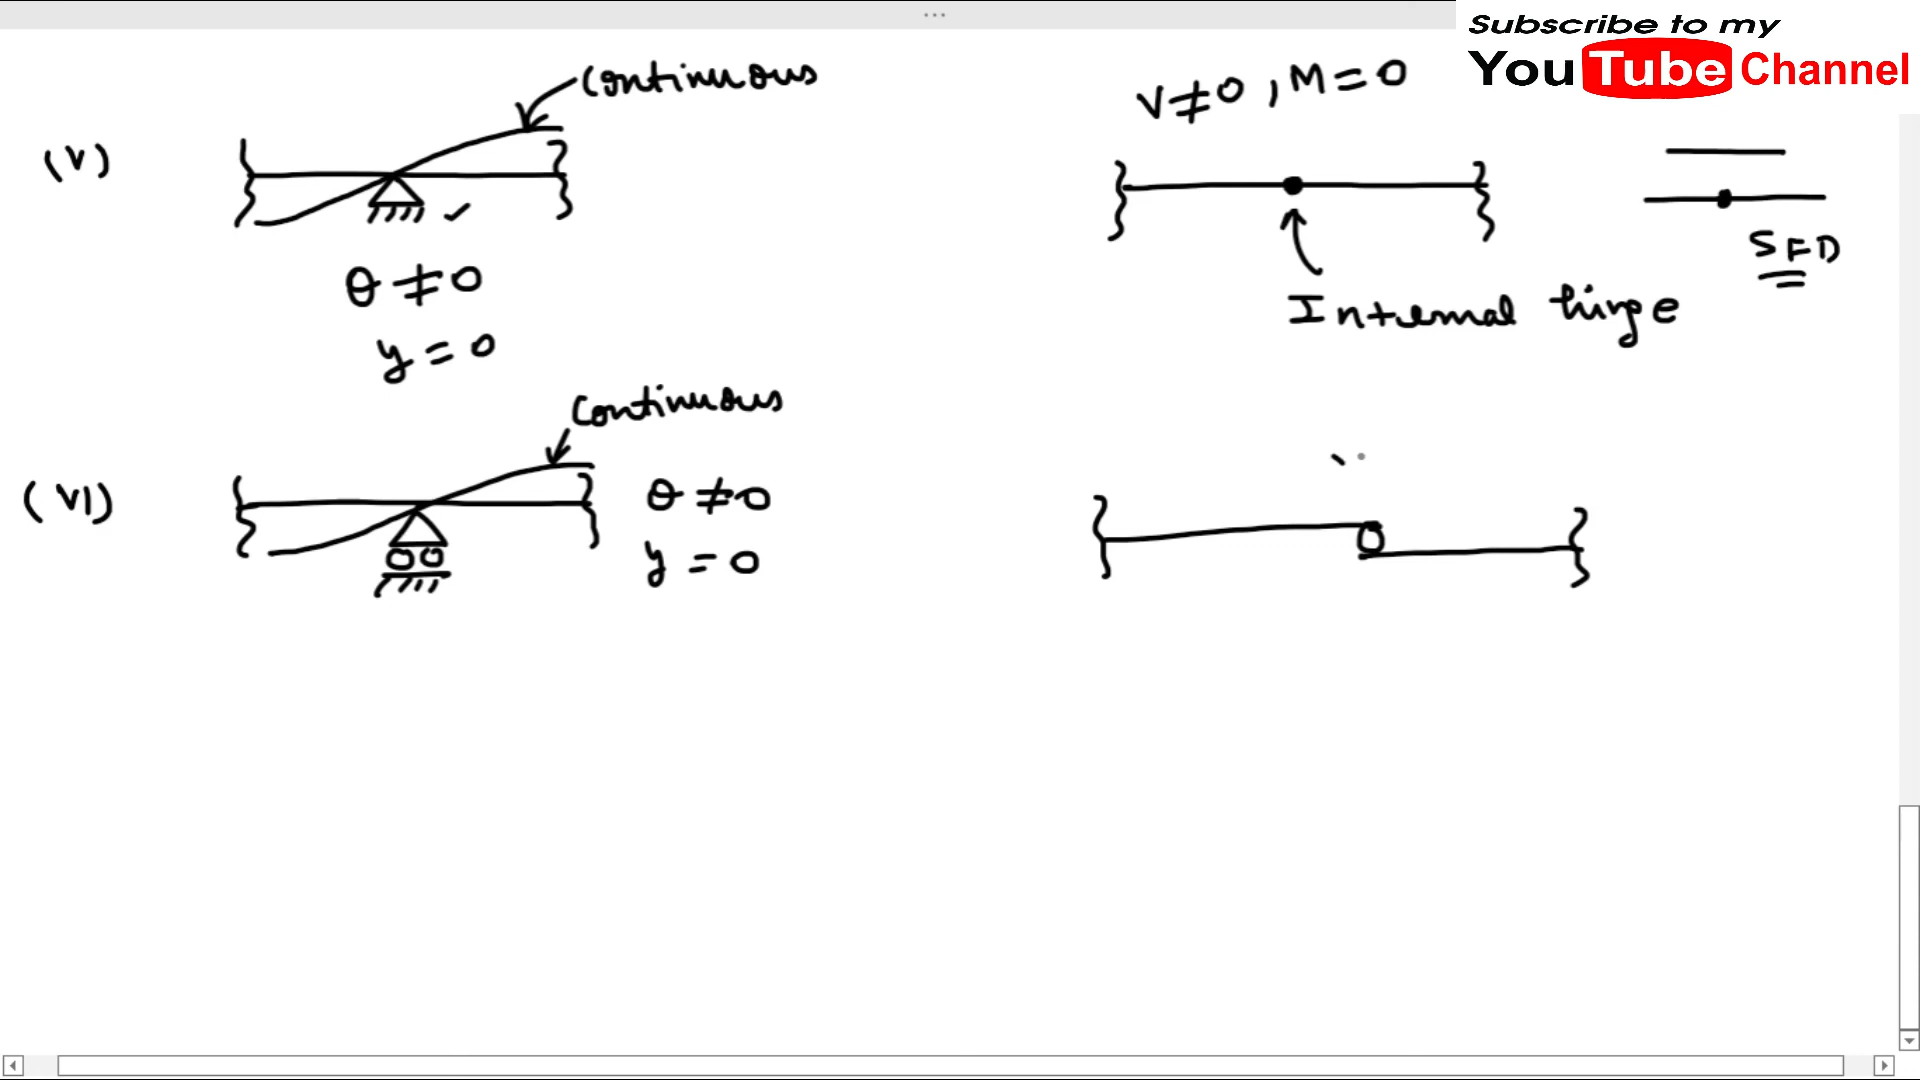 Subscribe to my
YouTube Channel
(V)
continuous
θ ≠ 0
y = 0
V ≠ 0 , M = 0
Internal hinge
SFD
(VI)
continuous
θ ≠ 0
y = 0